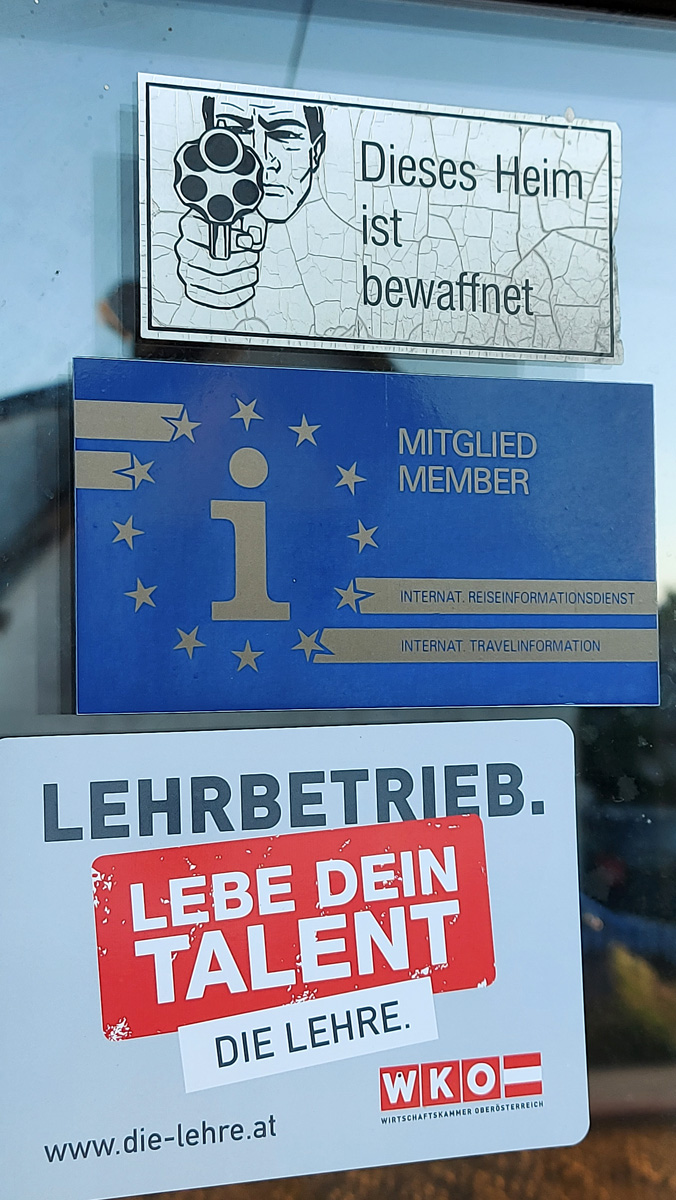 Dieses Heim
ist
bewaffnet
i
MITGLIED
MEMBER
INTERNAT. REISEINFORMATIONSDIENST
INTERNAT. TRAVELINFORMATION
LEHRBETRIEB.
LEBE DEIN
TALENT
DIE LEHRE.
WKO
WIRTSCHAFTSKAMMER OBERÖSTERREICH
www.die-lehre.at